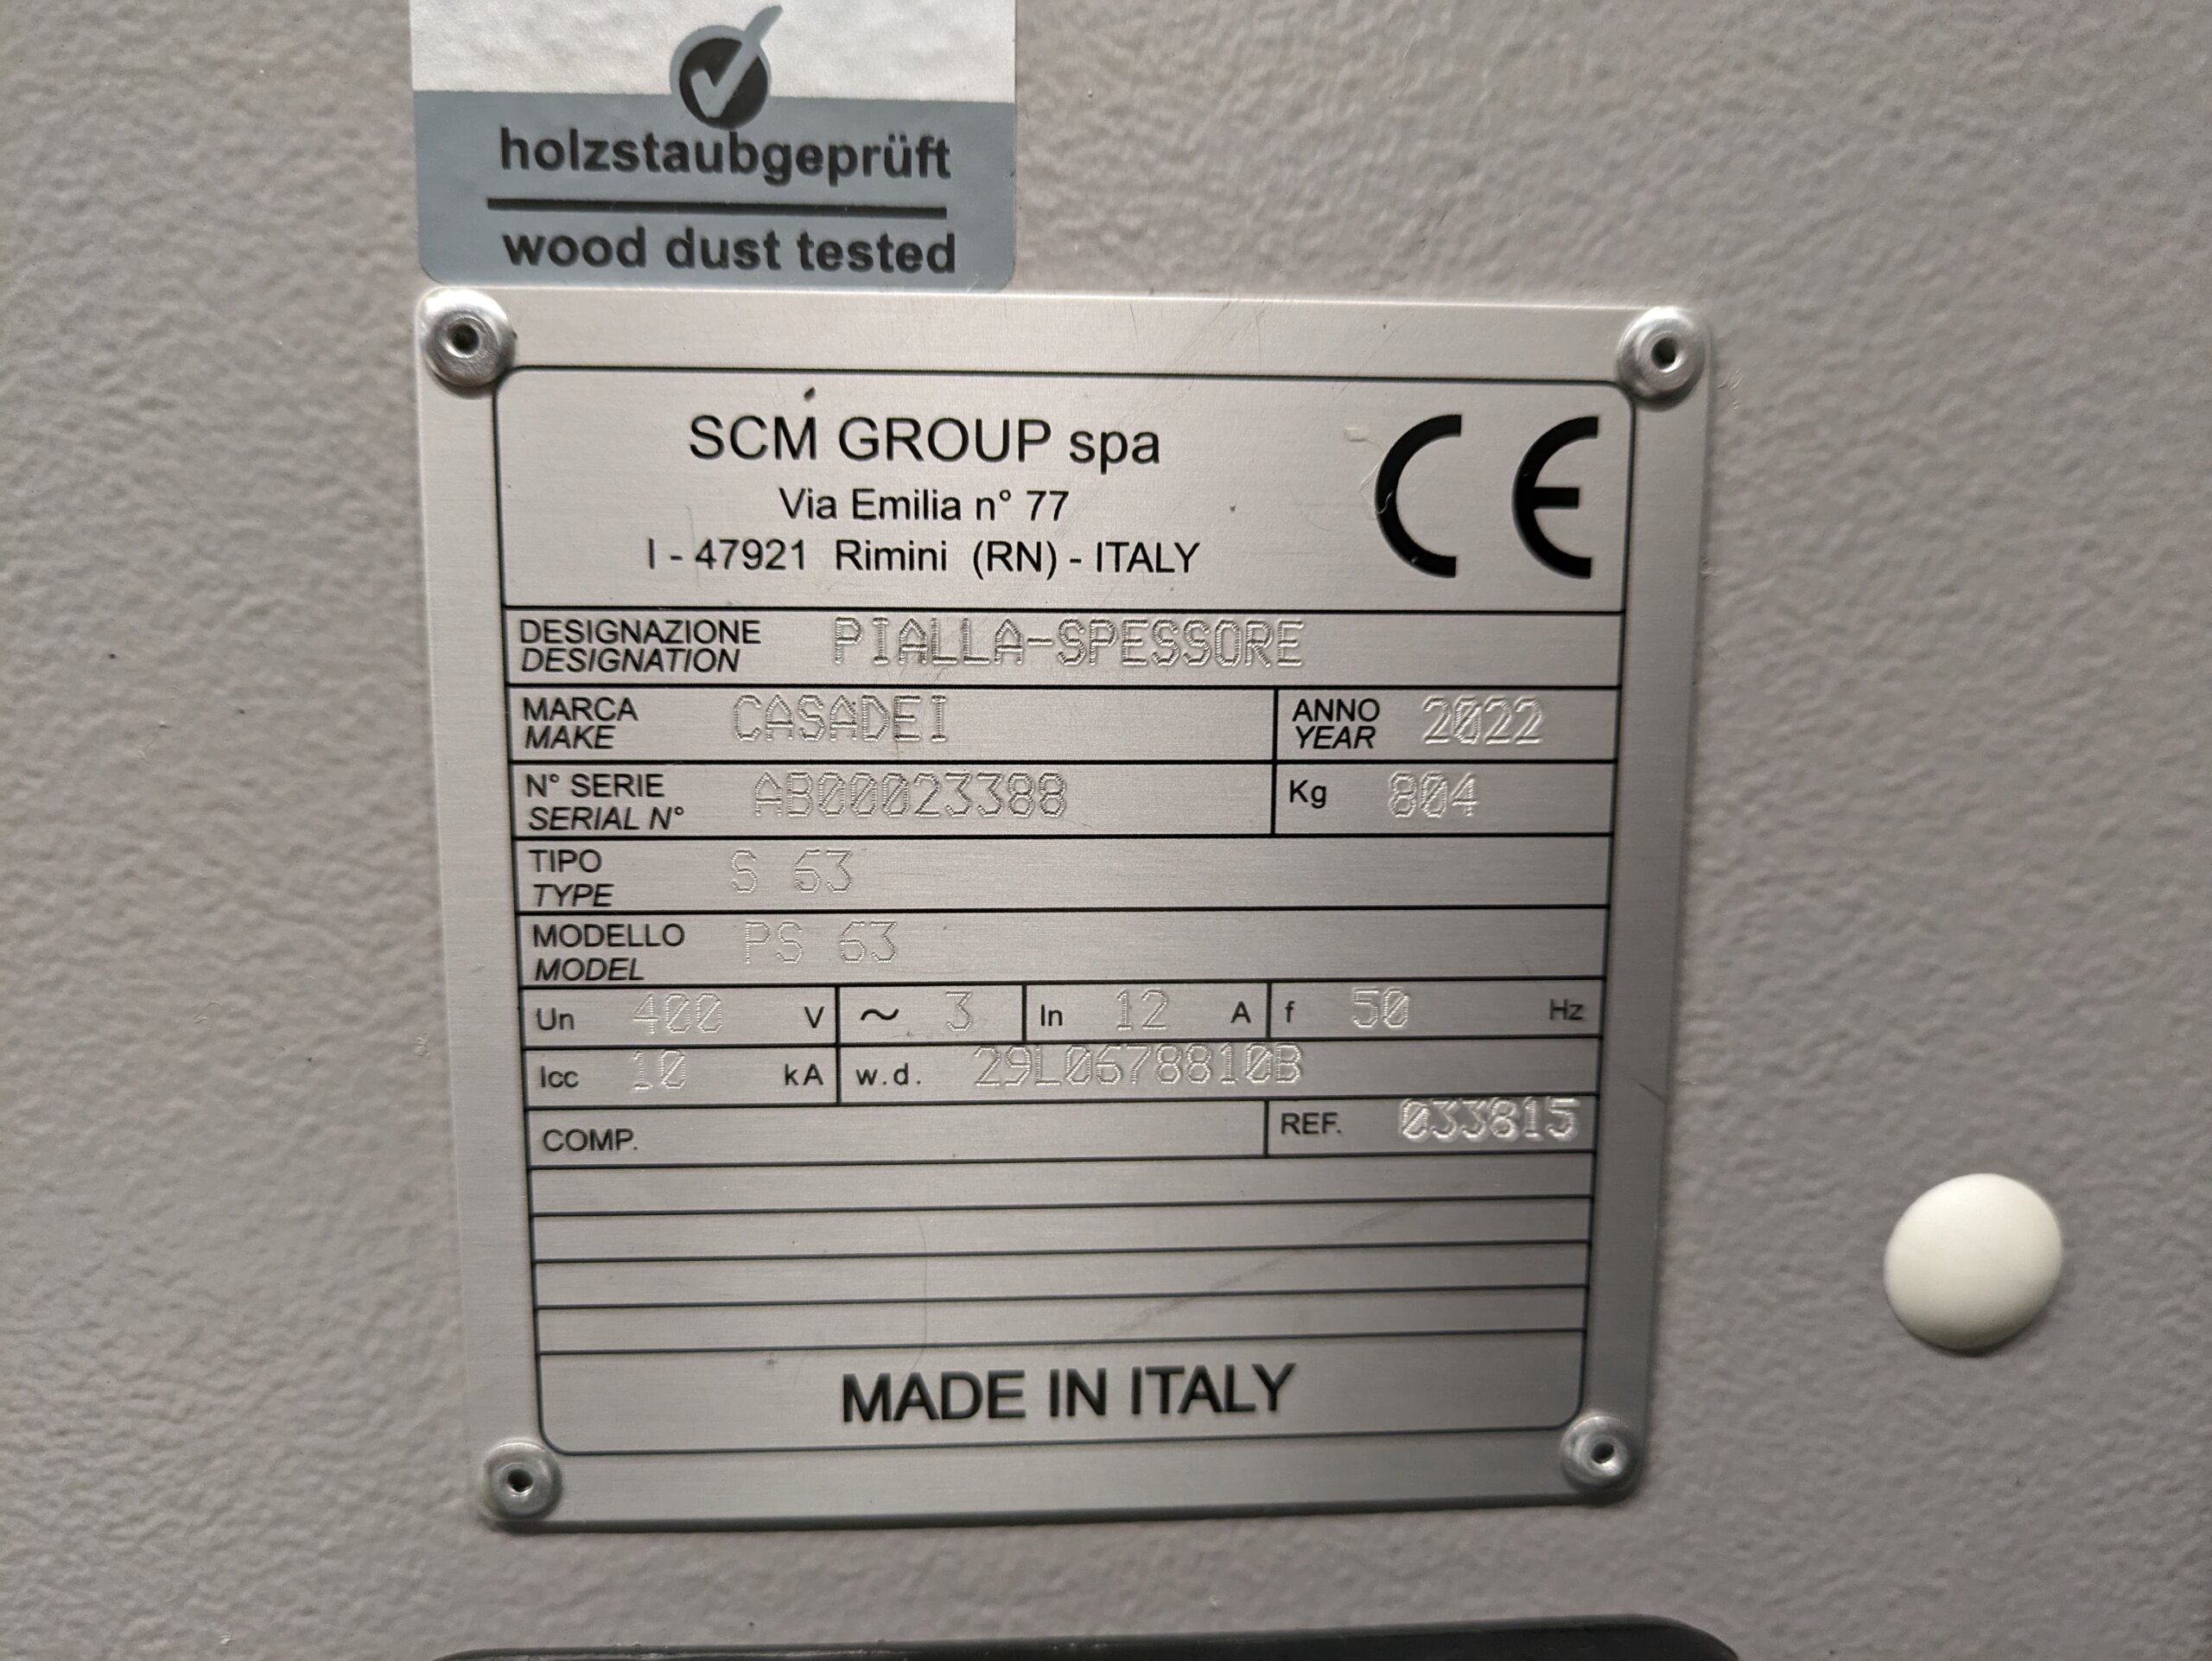 holzstaubgeprüft
wood dust tested
SCM GROUP spa
Via Emilia n° 77
I - 47921 Rimini (RN) - ITALY
CE
DESIGNAZIONE PIALLA-SPESSORE
DESIGNATION
MARCA CASADEI ANNO 2022
MAKE YEAR
N° SERIE AB00023388 Kg 804
SERIAL N°
TIPO S 63
TYPE
MODELLO PS 63
MODEL
Un 400 V ~ 3 In 12 A f 50 Hz
Icc 10 kA w.d. 29L0678810B
COMP. REF. 033815
MADE IN ITALY